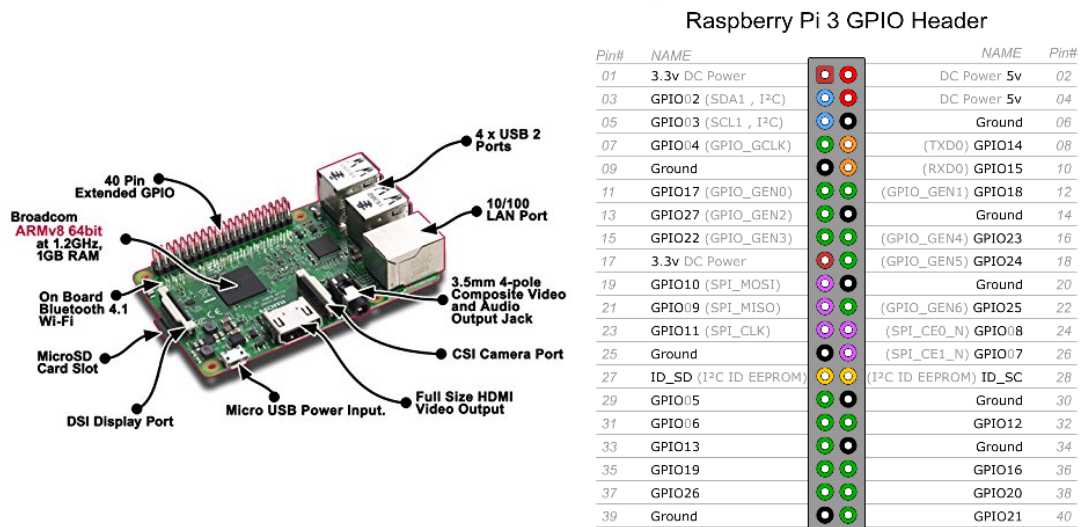 4 x USB 2
Ports
40 Pin
Extended GPIO
10/100
LAN Port
Broadcom
ARMv8 64bit
at 1.2GHz,
1GB RAM
3.5mm 4-pole
Composite Video
and Audio
Output Jack
On Board
Bluetooth 4.1
Wi-Fi
CSI Camera Port
MicroSD
Card Slot
Full Size HDMI
Video Output
Micro USB Power Input.
DSI Display Port
Raspberry Pi 3 GPIO Header
Pin# NAME NAME Pin#
01 3.3v DC Power DC Power 5v 02
03 GPIO02 (SDA1 , I²C) DC Power 5v 04
05 GPIO03 (SCL1 , I²C) Ground 06
07 GPIO04 (GPIO_GCLK) (TXD0) GPIO14 08
09 Ground (RXD0) GPIO15 10
11 GPIO17 (GPIO_GEN0) (GPIO_GEN1) GPIO18 12
13 GPIO27 (GPIO_GEN2) Ground 14
15 GPIO22 (GPIO_GEN3) (GPIO_GEN4) GPIO23 16
17 3.3v DC Power (GPIO_GEN5) GPIO24 18
19 GPIO10 (SPI_MOSI) Ground 20
21 GPIO09 (SPI_MISO) (GPIO_GEN6) GPIO25 22
23 GPIO11 (SPI_CLK) (SPI_CE0_N) GPIO08 24
25 Ground (SPI_CE1_N) GPIO07 26
27 ID_SD (I²C ID EEPROM) (I²C ID EEPROM) ID_SC 28
29 GPIO05 Ground 30
31 GPIO06 GPIO12 32
33 GPIO13 Ground 34
35 GPIO19 GPIO16 36
37 GPIO26 GPIO20 38
39 Ground GPIO21 40